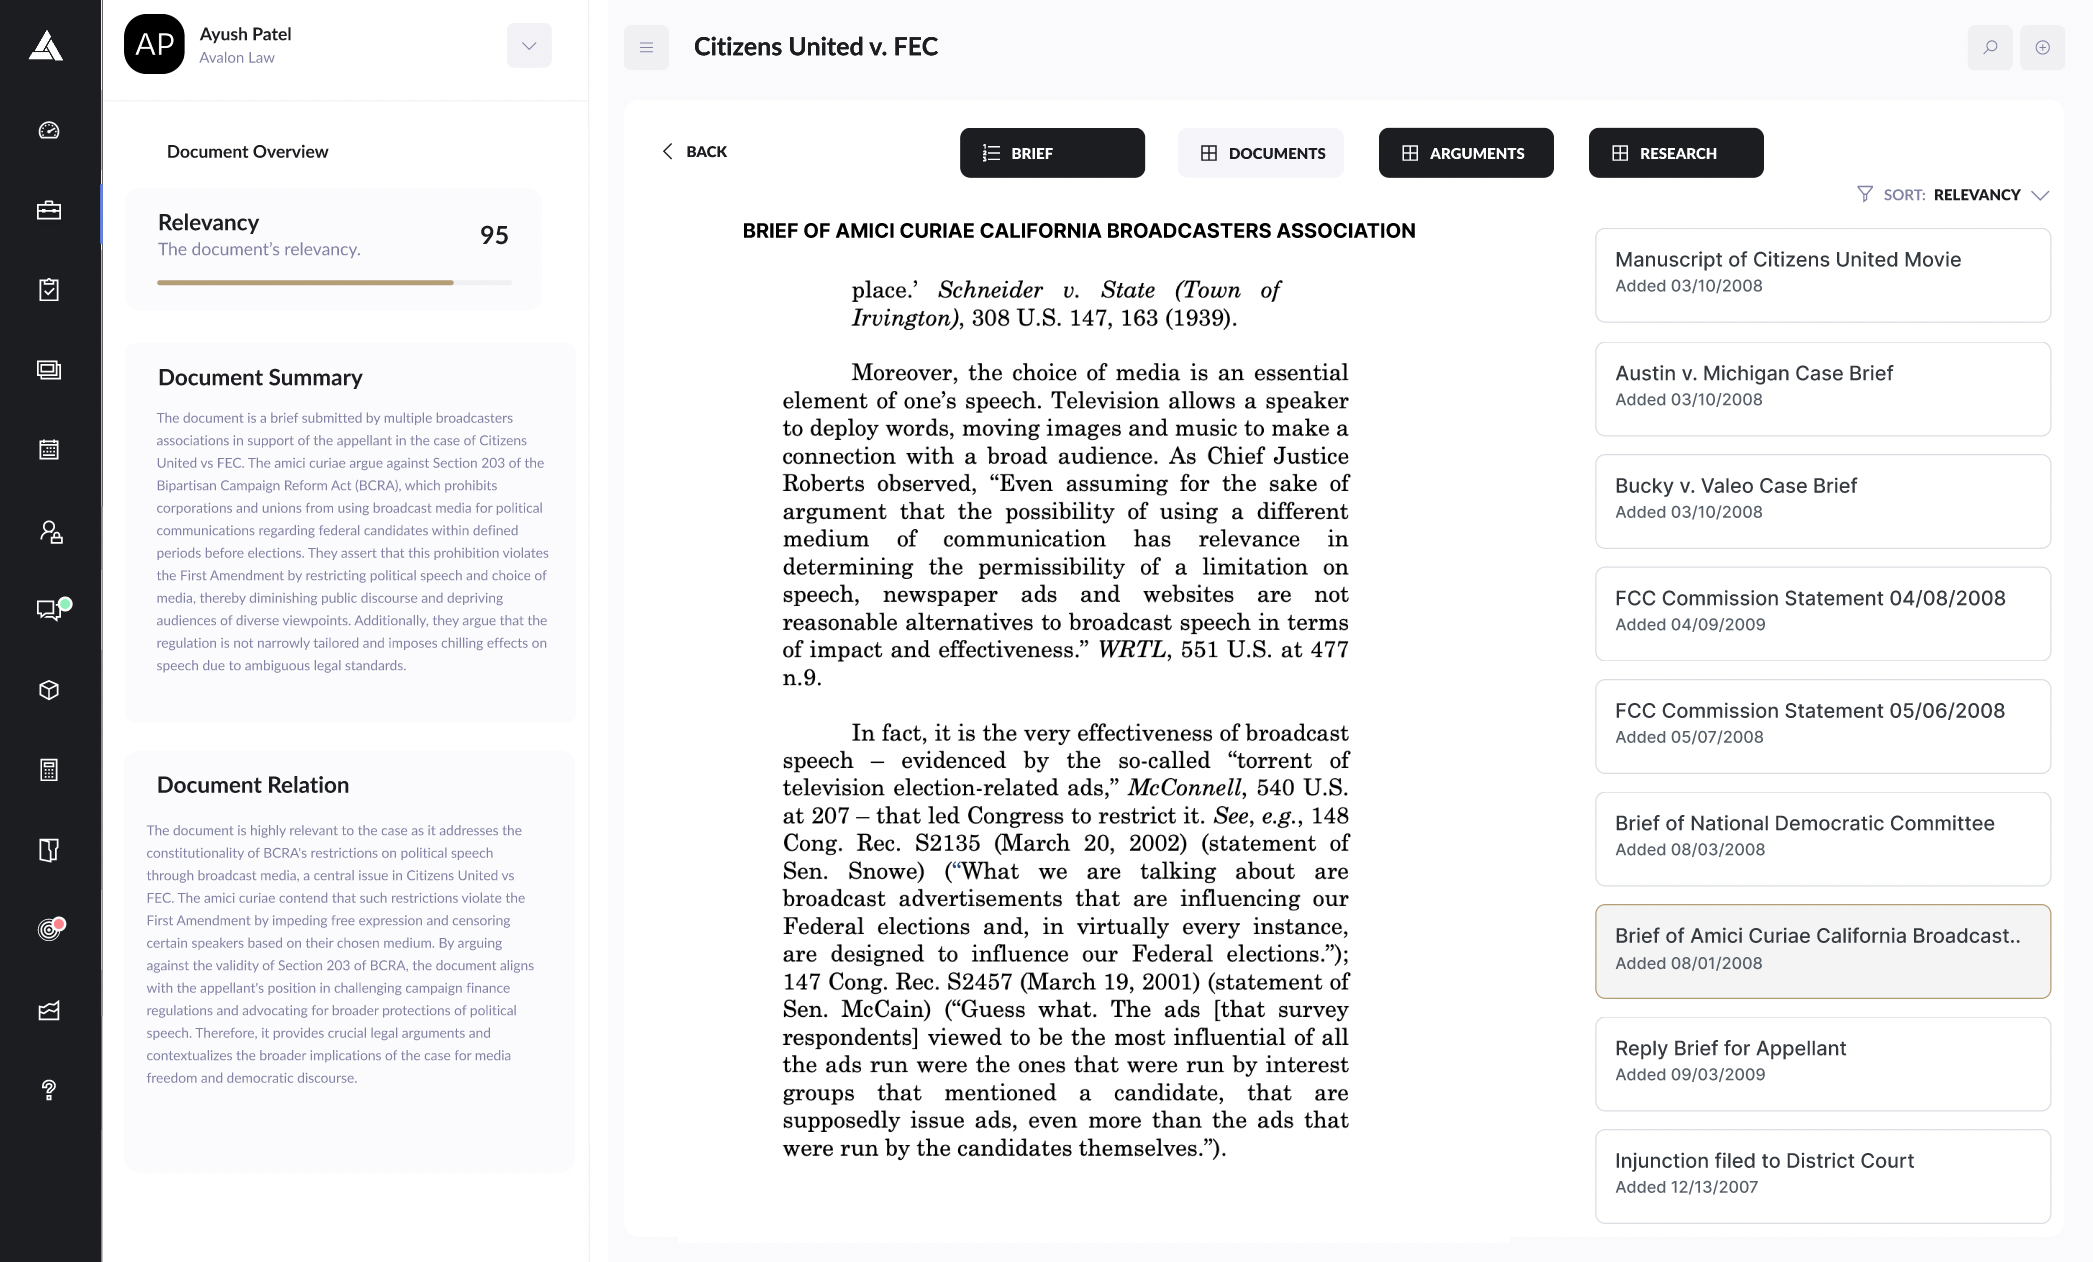 AP
Ayush Patel
Avalon Law
Document Overview
Relevancy
The document's relevancy.
95
Document Summary
The document is a brief submitted by multiple broadcasters
associations in support of the appellant in the case of Citizens
United vs FEC. The amici curiae argue against Section 203 of the
Bipartisan Campaign Reform Act (BCRA), which prohibits
corporations and unions from using broadcast media for political
communications regarding federal candidates within defined
periods before elections. They assert that this prohibition violates
the First Amendment by restricting political speech and choice of
media, thereby diminishing public discourse and depriving
audiences of diverse viewpoints. Additionally, they argue that the
regulation is not narrowly tailored and imposes chilling effects on
speech due to ambiguous legal standards.
Document Relation
The document is highly relevant to the case as it addresses the
constitutionality of BCRA's restrictions on political speech
through broadcast media, a central issue in Citizens United vs
FEC. The amici curiae contend that such restrictions violate the
First Amendment by impeding free expression and censoring
certain speakers based on their chosen medium. By arguing
against the validity of Section 203 of BCRA, the document aligns
with the appellant's position in challenging campaign finance
regulations and advocating for broader protections of political
speech. Therefore, it provides crucial legal arguments and
contextualizes the broader implications of the case for media
freedom and democratic discourse.
Citizens United v. FEC
BACK
BRIEF
DOCUMENTS
ARGUMENTS
RESEARCH
SORT: RELEVANCY
BRIEF OF AMICI CURIAE CALIFORNIA BROADCASTERS ASSOCIATION
place.’ Schneider v. State (Town of
Irvington), 308 U.S. 147, 163 (1939).
Moreover, the choice of media is an essential
element of one’s speech. Television allows a speaker
to deploy words, moving images and music to make a
connection with a broad audience. As Chief Justice
Roberts observed, “Even assuming for the sake of
argument that the possibility of using a different
medium of communication has relevance in
determining the permissibility of a limitation on
speech, newspaper ads and websites are not
reasonable alternatives to broadcast speech in terms
of impact and effectiveness.” WRTL, 551 U.S. at 477
n.9.
In fact, it is the very effectiveness of broadcast
speech – evidenced by the so-called “torrent of
television election-related ads,” McConnell, 540 U.S.
at 207 – that led Congress to restrict it. See, e.g., 148
Cong. Rec. S2135 (March 20, 2002) (statement of
Sen. Snowe) (“What we are talking about are
broadcast advertisements that are influencing our
Federal elections and, in virtually every instance,
are designed to influence our Federal elections.”);
147 Cong. Rec. S2457 (March 19, 2001) (statement of
Sen. McCain) (“Guess what. The ads [that survey
respondents] viewed to be the most influential of all
the ads run were the ones that were run by interest
groups that mentioned a candidate, that are
supposedly issue ads, even more than the ads that
were run by the candidates themselves.”).
Manuscript of Citizens United Movie
Added 03/10/2008
Austin v. Michigan Case Brief
Added 03/10/2008
Bucky v. Valeo Case Brief
Added 03/10/2008
FCC Commission Statement 04/08/2008
Added 04/09/2009
FCC Commission Statement 05/06/2008
Added 05/07/2008
Brief of National Democratic Committee
Added 08/03/2008
Brief of Amici Curiae California Broadcast..
Added 08/01/2008
Reply Brief for Appellant
Added 09/03/2009
Injunction filed to District Court
Added 12/13/2007